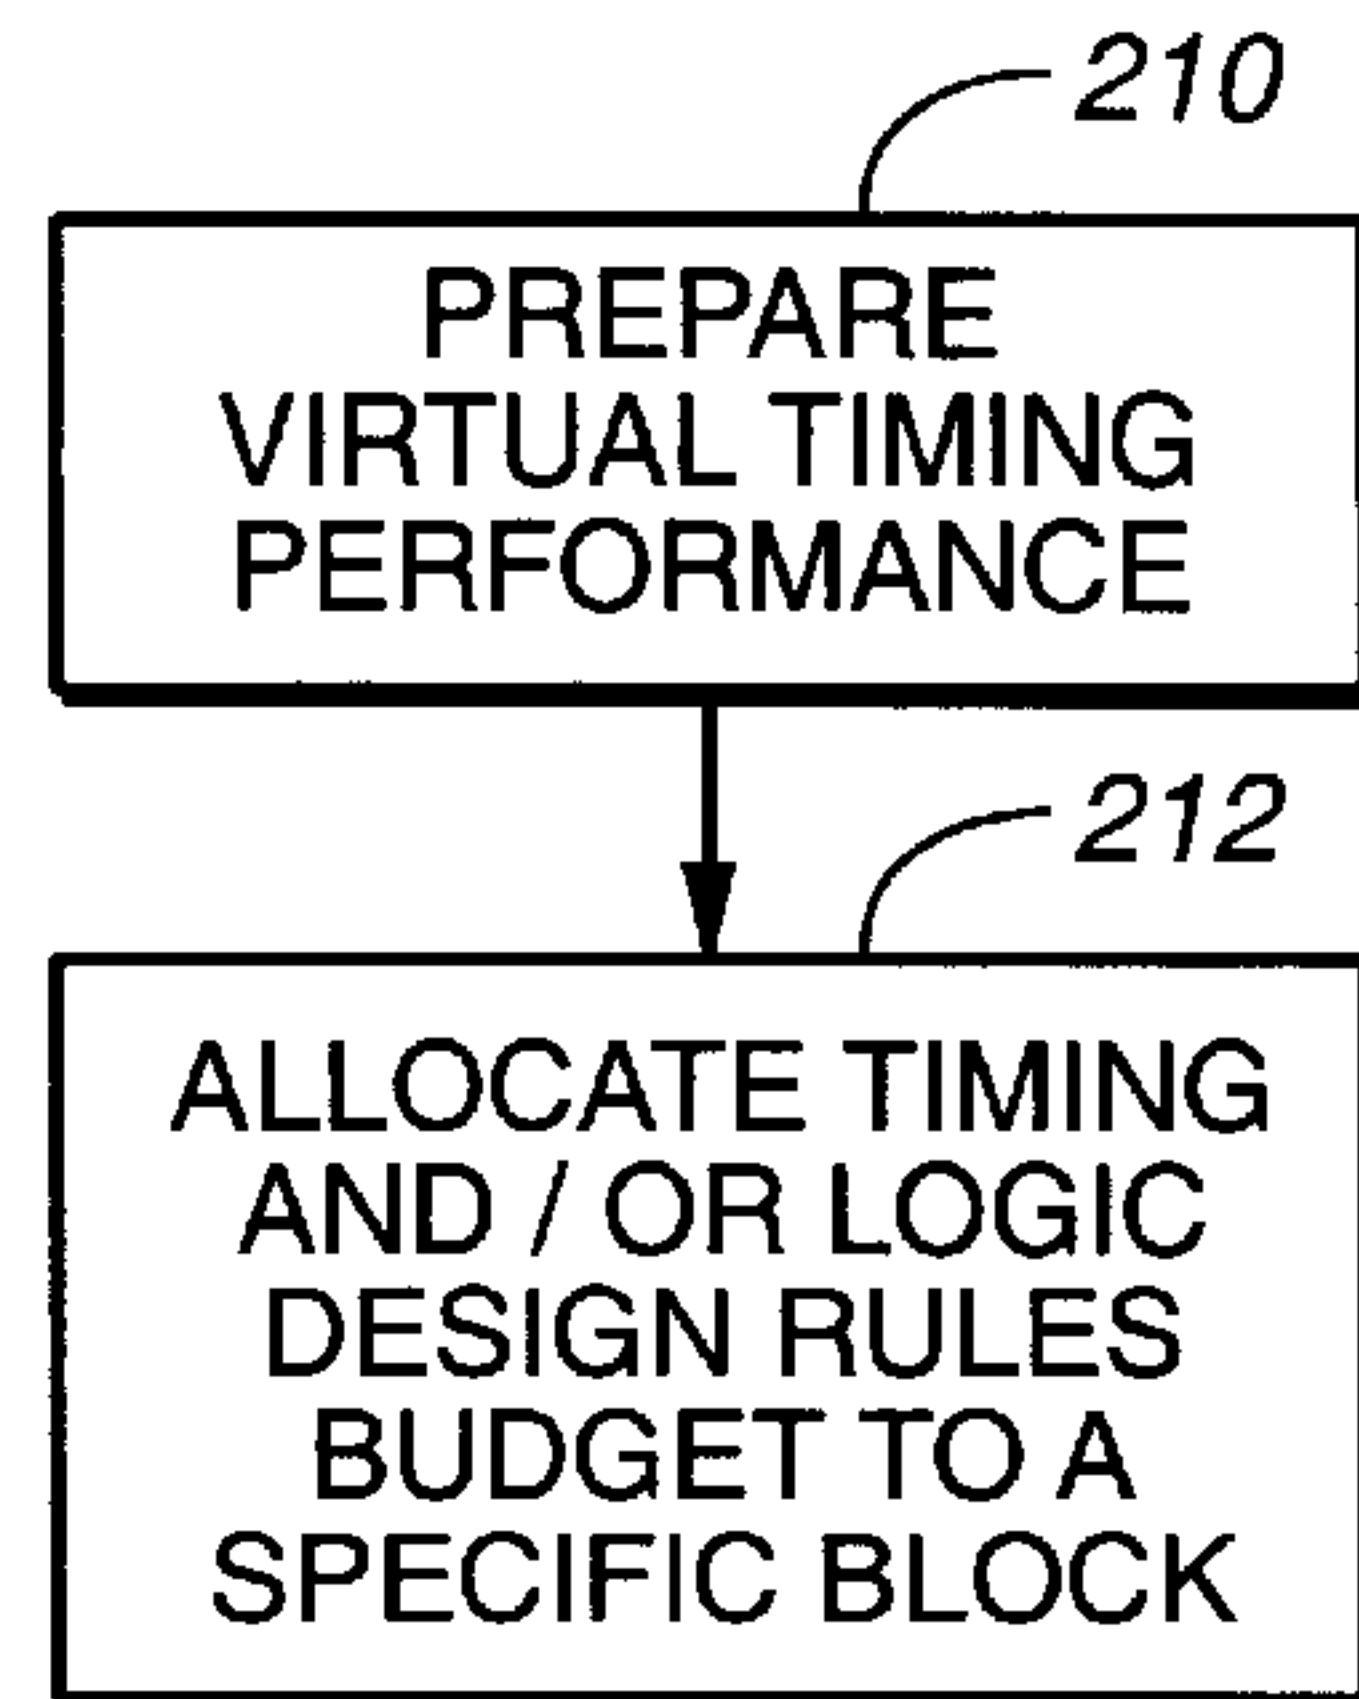 210
PREPARE
VIRTUAL TIMING
PERFORMANCE
212
ALLOCATE TIMING
AND / OR LOGIC
DESIGN RULES
BUDGET TO A
SPECIFIC BLOCK